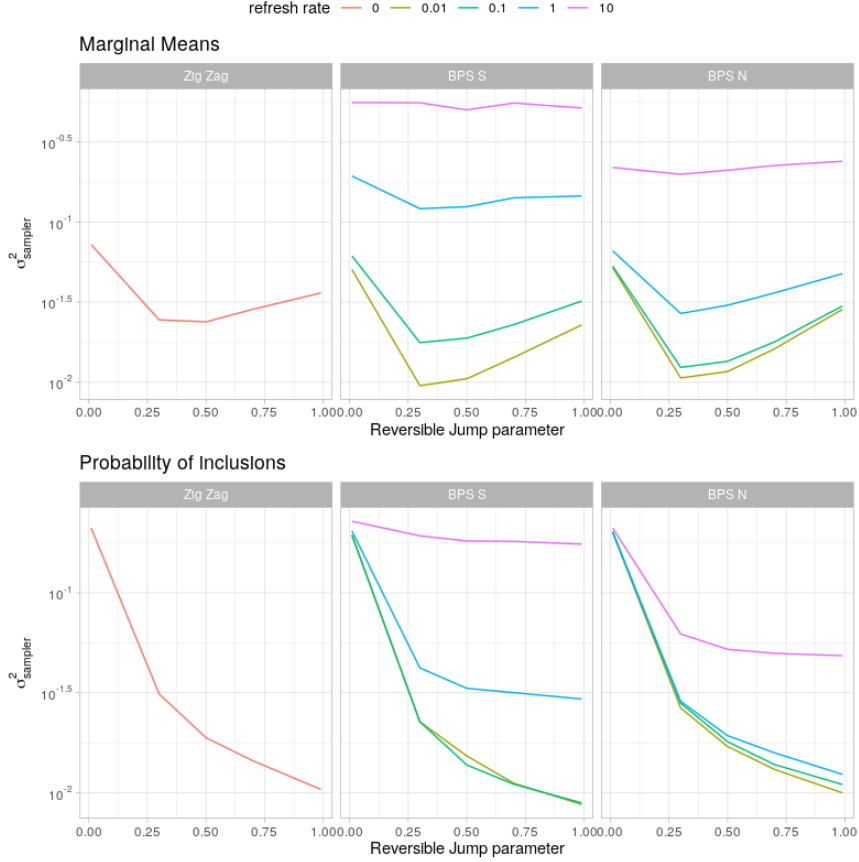 refresh rate 0 0.01 0.1 1 10
Marginal Means
Zig Zag BPS S BPS N
10^-0.5
10^-1
10^-1.5
10^-2
σ²sampler
0.00 0.25 0.50 0.75 1.00 0.00 0.25 0.50 0.75 1.00 0.00 0.25 0.50 0.75 1.00
Reversible Jump parameter
Probability of inclusions
Zig Zag BPS S BPS N
10^-1
10^-1.5
10^-2
σ²sampler
0.00 0.25 0.50 0.75 1.00 0.00 0.25 0.50 0.75 1.00 0.00 0.25 0.50 0.75 1.00
Reversible Jump parameter